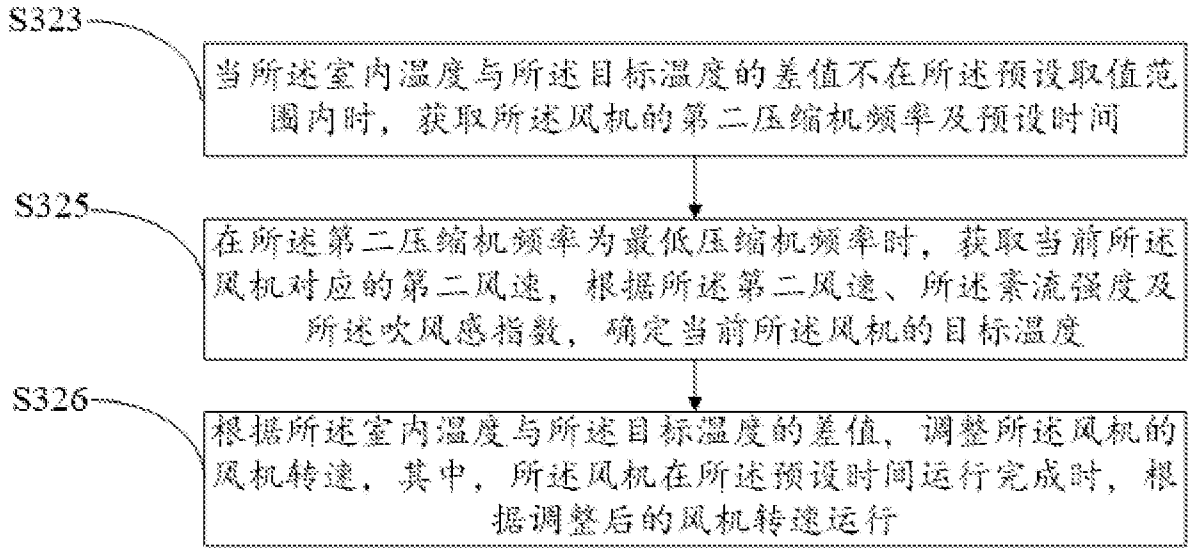 S323
当所述室内温度与所述目标温度的差值不在所述预设取值范
围内时，获取所述风机的第二压缩机频率及预设时间
S325
在所述第二压缩机频率为最低压缩机频率时，获取当前所述
风机对应的第二风速，根据所述第二风速、所述紊流强度及
所述吹风感指数，确定当前所述风机的目标温度
S326
根据所述室内温度与所述目标温度的差值，调整所述风机的
风机转速，其中，所述风机在所述预设时间运行完成时，根
据调整后的风机转速运行